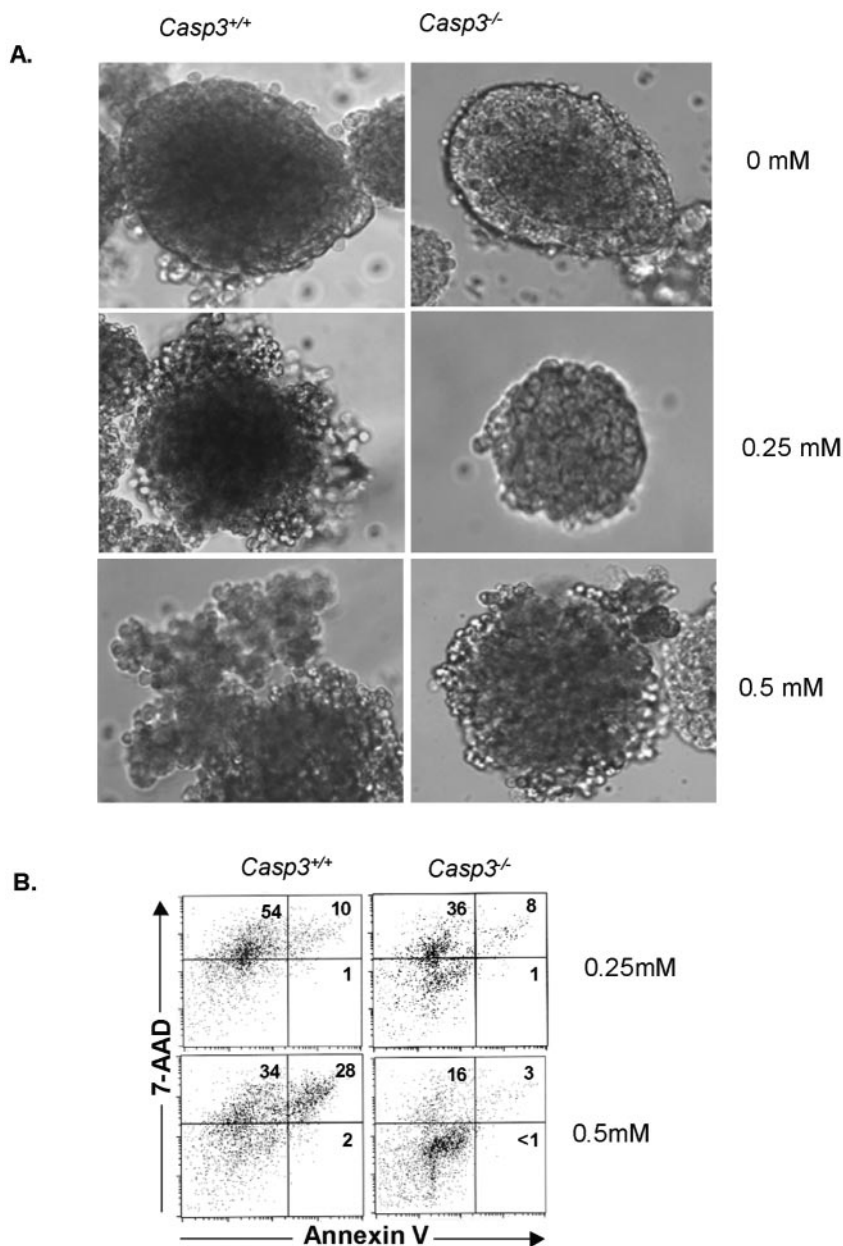 Casp3+/+ Casp3-/-
A.
0 mM
0.25 mM
0.5 mM
Casp3+/+ Casp3-/-
B.
54 10 36 8
1 1
0.25mM
34 28 16 3
2 <1
0.5mM
7-AAD
Annexin V